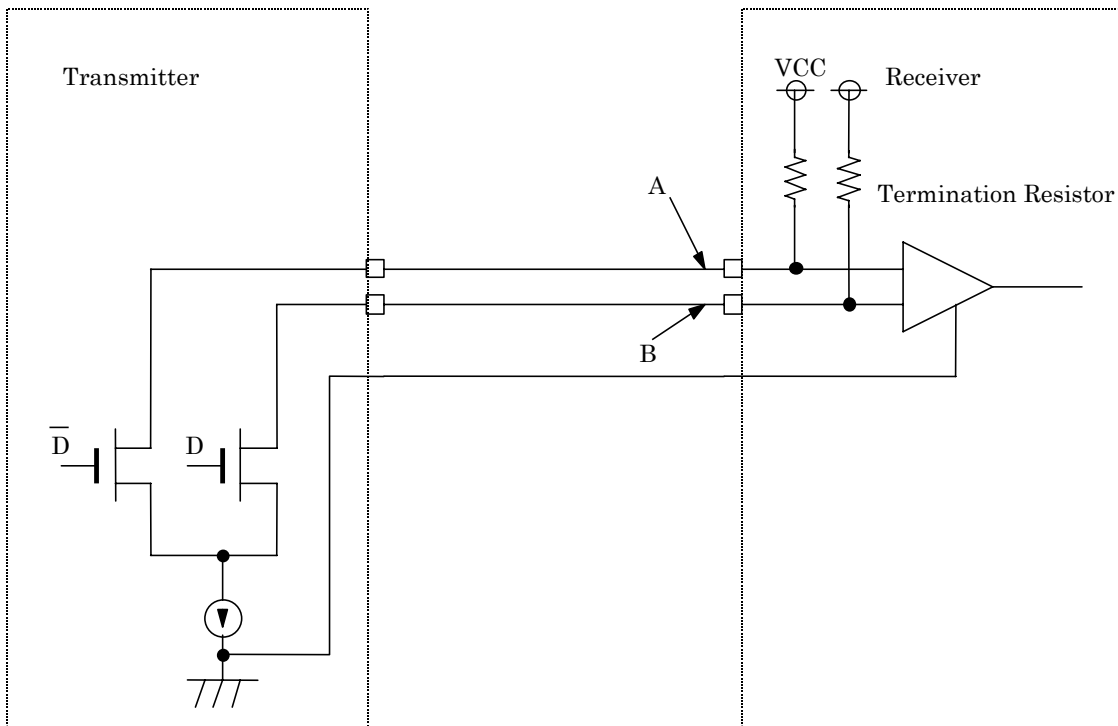 Transmitter
VCC
Receiver
A
Termination Resistor
B
D̅
D